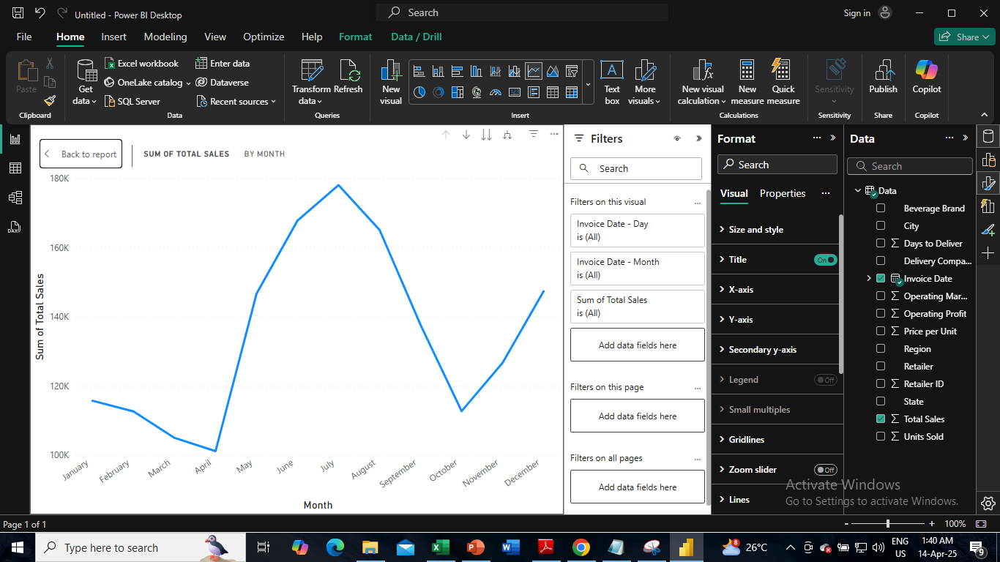 Untitled - Power BI Desktop
Search
Sign in
File
Home
Insert
Modeling
View
Optimize
Help
Format
Data / Drill
Share
Paste
Clipboard
Get data
Excel workbook
OneLake catalog
SQL Server
Enter data
Dataverse
Recent sources
Data
Transform data
Refresh
Queries
New visual
Text box
More visuals
Insert
New visual calculation
New measure
Quick measure
Calculations
Sensitivity
Sensitivity
Publish
Share
Copilot
Copilot
DAX
Back to report
SUM OF TOTAL SALES
BY MONTH
180K
160K
140K
120K
100K
Sum of Total Sales
January
February
March
April
May
June
July
August
September
October
November
December
Month
Filters
Search
Filters on this visual
Invoice Date - Day
is (All)
Invoice Date - Month
is (All)
Sum of Total Sales
is (All)
Add data fields here
Filters on this page
Add data fields here
Filters on all pages
Add data fields here
Format
Search
Visual
Properties
Size and style
Title
On
X-axis
Y-axis
Secondary y-axis
Legend
Off
Small multiples
Gridlines
Zoom slider
Off
Lines
Data
Search
Data
Beverage Brand
City
Days to Deliver
Delivery Compa...
Invoice Date
Operating Mar...
Operating Profit
Price per Unit
Region
Retailer
Retailer ID
State
Total Sales
Units Sold
Activate Windows
Go to Settings to activate Windows.
Page 1 of 1
- + 100%
Type here to search
8
26°C
ENG
US
1:40 AM
14-Apr-25
9